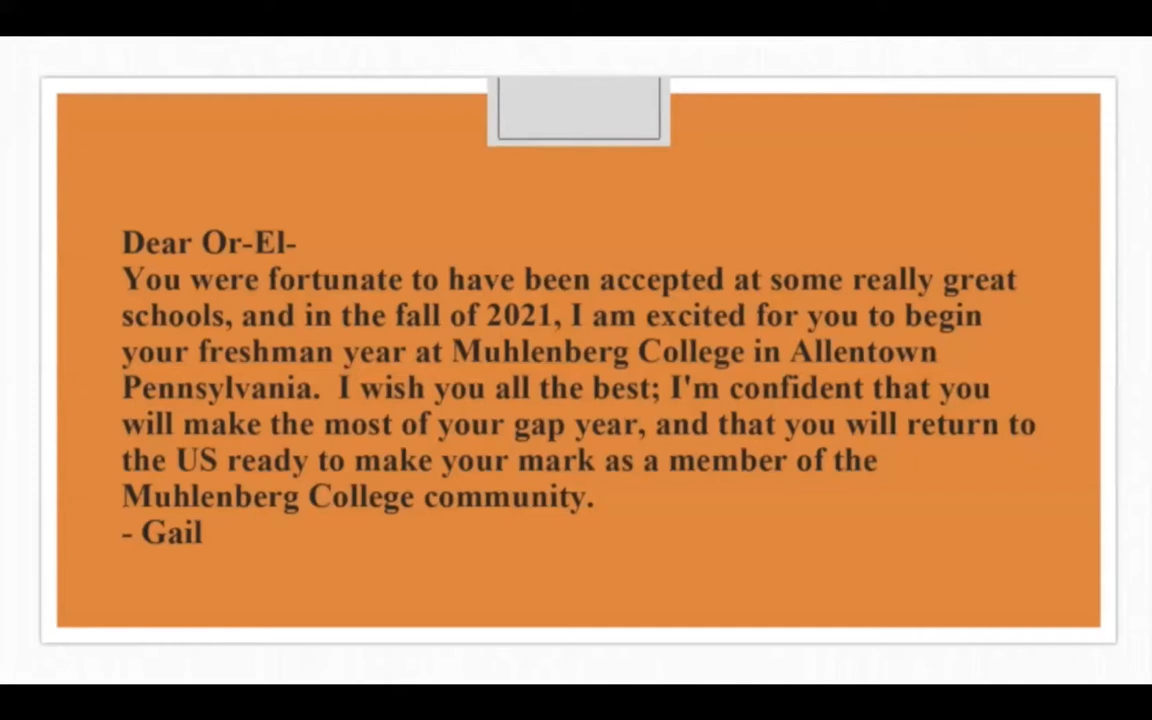 Dear Or-El-
You were fortunate to have been accepted at some really great
schools, and in the fall of 2021, I am excited for you to begin
your freshman year at Muhlenberg College in Allentown
Pennsylvania.  I wish you all the best; I'm confident that you
will make the most of your gap year, and that you will return to
the US ready to make your mark as a member of the
Muhlenberg College community.
- Gail